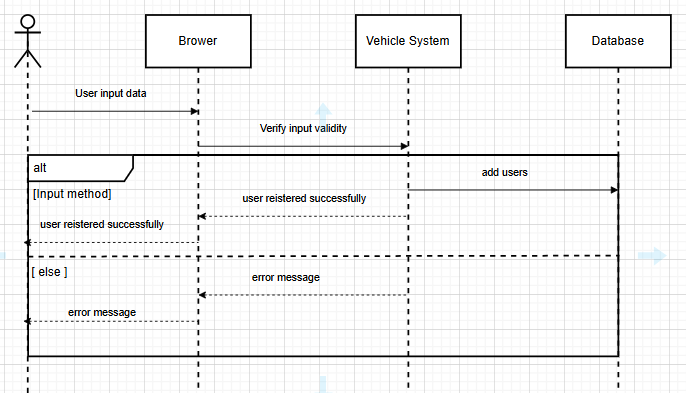 Brower
Vehicle System
Database
User input data
Verify input validity
alt
add users
[Input method]
user reistered successfully
user reistered successfully
[ else ]
error message
error message